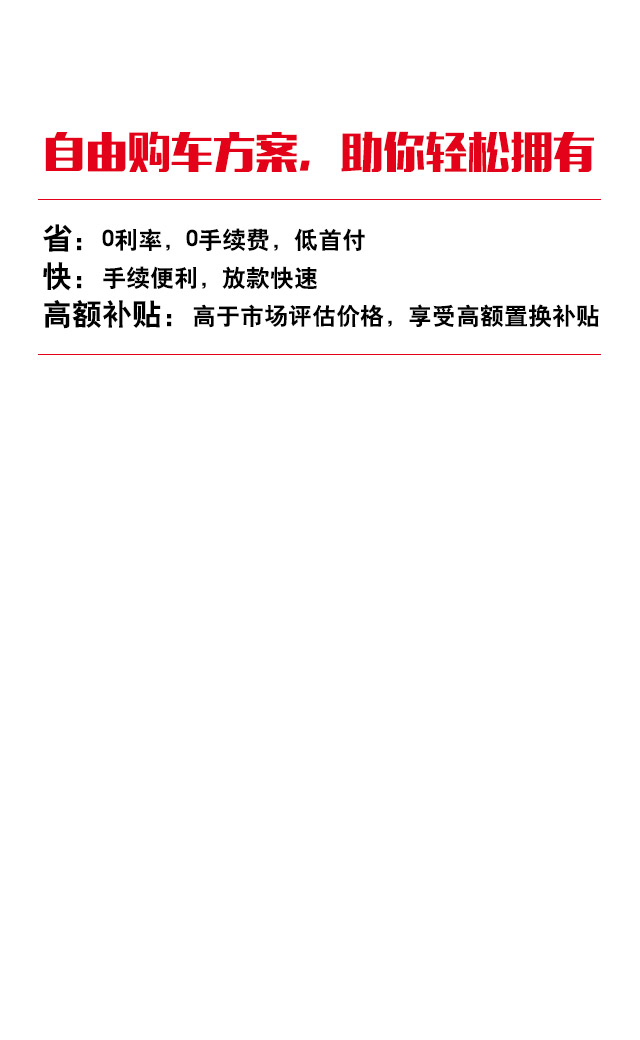 自由购车方案，助你轻松拥有
省：0利率，0手续费，低首付
快：手续便利，放款快速
高额补贴：高于市场评估价格，享受高额置换补贴